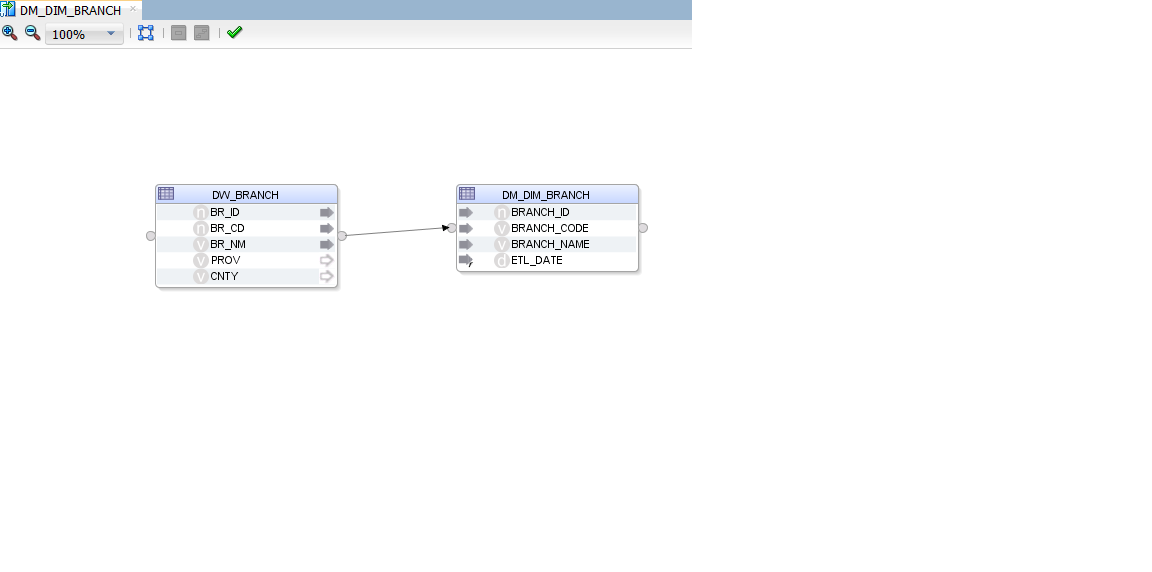 DM_DIM_BRANCH
100%
DW_BRANCH
n BR_ID
n BR_CD
v BR_NM
v PROV
v CNTY
DM_DIM_BRANCH
n BRANCH_ID
v BRANCH_CODE
v BRANCH_NAME
d ETL_DATE